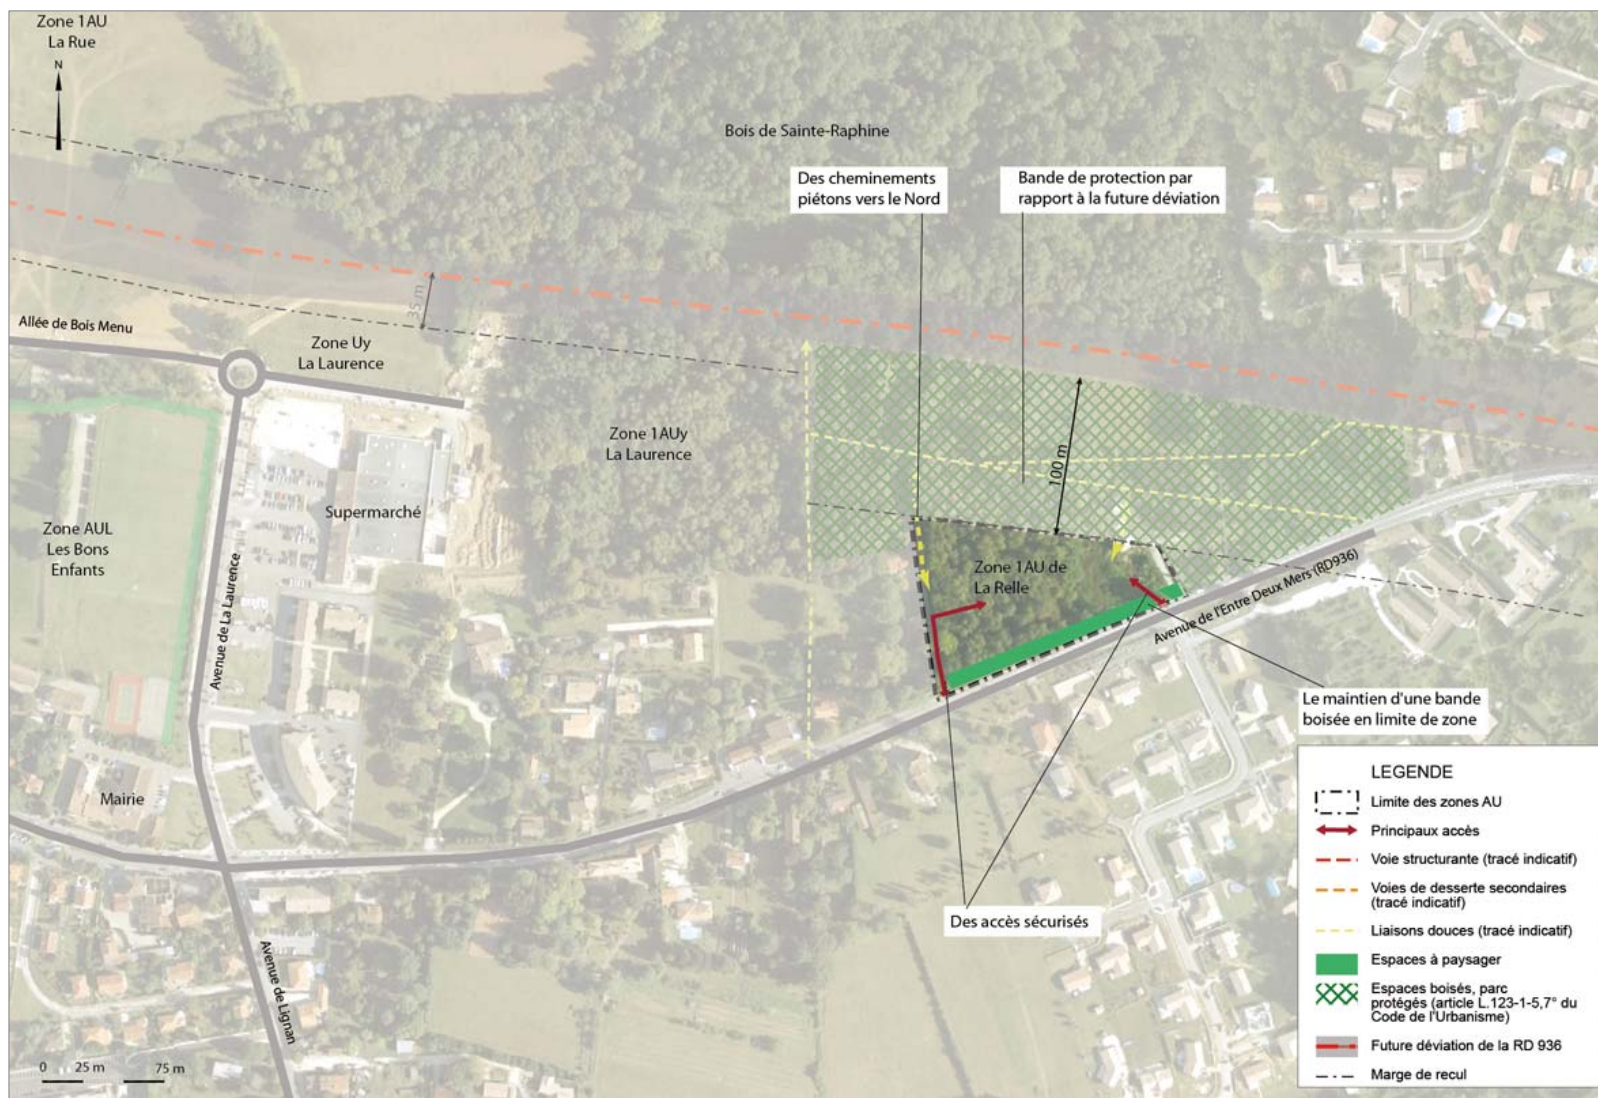 Zone 1AU
La Rue
N
Bois de Sainte-Raphine
Des cheminements
piétons vers le Nord
Bande de protection par
rapport à la future déviation
35 m
Allée de Bois Menu
Zone Uy
La Laurence
Zone 1AUy
La Laurence
100 m
Supermarché
Zone AUL
Les Bons
Enfants
Avenue de La Laurence
Zone 1AU de
La Relle
Avenue de l'Entre Deux Mers (RD936)
Le maintien d'une bande
boisée en limite de zone
Mairie
Des accès sécurisés
Avenue de Lignan
0 25 m 75 m
LEGENDE
Limite des zones AU
Principaux accès
Voie structurante (tracé indicatif)
Voies de desserte secondaires
(tracé indicatif)
Liaisons douces (tracé indicatif)
Espaces à paysager
Espaces boisés, parc
protégés (article L.123-1-5,7° du
Code de l'Urbanisme)
Future déviation de la RD 936
Marge de recul